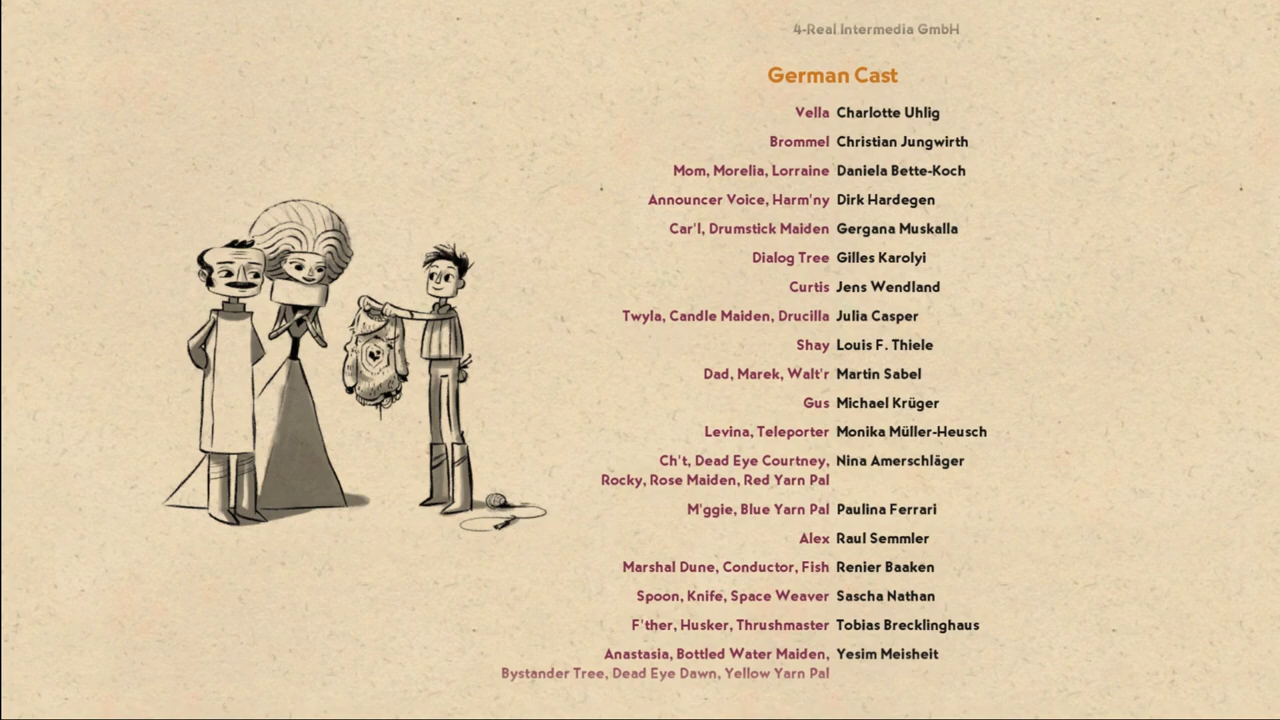 4-Real Intermedia GmbH
German Cast
Vella Charlotte Uhlig
Brommel Christian Jungwirth
Mom, Morelia, Lorraine Daniela Bette-Koch
Announcer Voice, Harm'ny Dirk Hardegen
Car'l, Drumstick Maiden Gergana Muskalla
Dialog Tree Gilles Karolyi
Curtis Jens Wendland
Twyla, Candle Maiden, Drucilla Julia Casper
Shay Louis F. Thiele
Dad, Marek, Walt'r Martin Sabel
Gus Michael Krüger
Levina, Teleporter Monika Müller-Heusch
Ch't, Dead Eye Courtney, Nina Amerschläger
Rocky, Rose Maiden, Red Yarn Pal
M'ggie, Blue Yarn Pal Paulina Ferrari
Alex Raul Semmler
Marshal Dune, Conductor, Fish Renier Baaken
Spoon, Knife, Space Weaver Sascha Nathan
F'ther, Husker, Thrushmaster Tobias Brecklinghaus
Anastasia, Bottled Water Maiden, Yesim Meisheit
Bystander Tree, Dead Eye Dawn, Yellow Yarn Pal